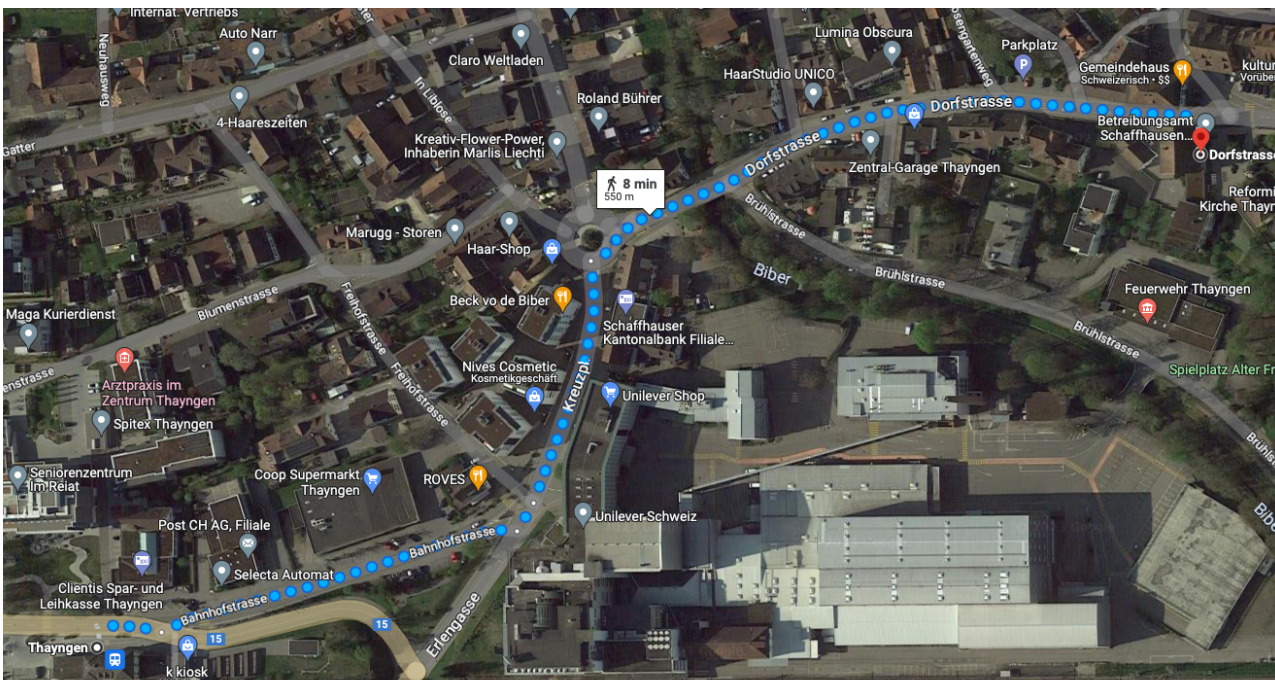 Internat. Vertriebs
Auto Narr
Neuhausweg
Claro Weltladen
In Liblose
Lumina Obscura
Parkplatz
Gemeindehaus
Schweizerisch • $$
HaarStudio UNICO
Roland Bührer
4-Haareszeiten
Gatter
Dorfstrasse
Kreativ-Flower-Power,
Inhaberin Marlis Liechti
Betreibungsamt
Schaffhausen...
Dorfstrasse
Dorfstrasse
Zentral-Garage Thayngen
8 min
550 m
Reformi
Kirche Thayn
Marugg - Storen
Haar-Shop
Brühlstrasse
Biber
Brühlstrasse
Feuerwehr Thayngen
Freihofstrasse
Blumenstrasse
Beck vo de Biber
Maga Kurierdienst
Schaffhauser
Kantonalbank Filiale...
Brühlstrasse
Nives Cosmetic
Kosmetikgeschäft
Kreuzpl.
Spielplatz Alter Fr
enstrasse
Arztpraxis im
Zentrum Thayngen
Freihofstrasse
Unilever Shop
Spitex Thayngen
Seniorenzentrum
Im Reiat
Coop Supermarkt
Thayngen
ROVES
Post CH AG, Filiale
Unilever Schweiz
Bahnhofstrasse
Selecta Automat
Clientis Spar- und
Leihkasse Thayngen
Bahnhofstrasse
15
15
Erlengasse
Thayngen
k kiosk